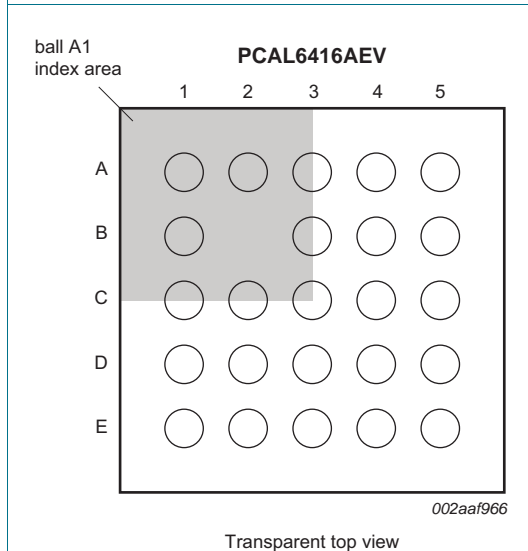 ball A1
index area
PCAL6416AEV
1 2 3 4 5
A
B
C
D
E
002aaf966
Transparent top view